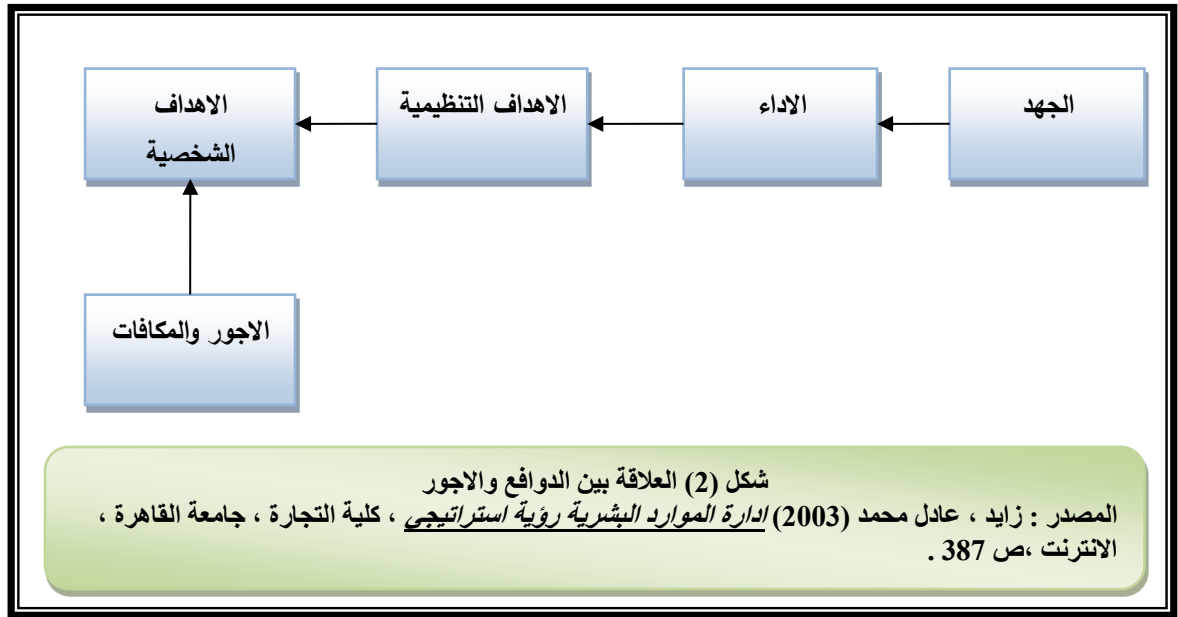 الجهد
الاداء
الاهداف التنظيمية
الاهداف
الشخصية
الاجور والمكافات
شكل (2) العلاقة بين الدوافع والاجور
المصدر : زايد ، عادل محمد (2003) ادارة الموارد البشرية رؤية استراتيجي ، كلية التجارة ، جامعة القاهرة ،
الانترنت ،ص 387 .